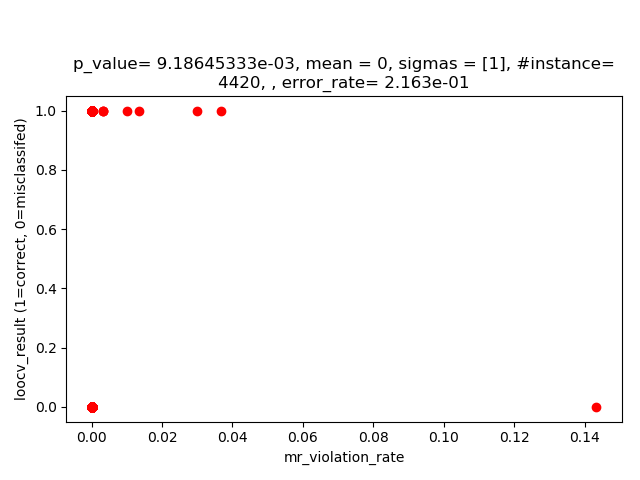 p_value= 9.18645333e-03, mean = 0, sigmas = [1], #instance=
4420, , error_rate= 2.163e-01
1.0
0.8
0.6
0.4
0.2
0.0
loocv_result (1=correct, 0=misclassifed)
0.00 0.02 0.04 0.06 0.08 0.10 0.12 0.14
mr_violation_rate